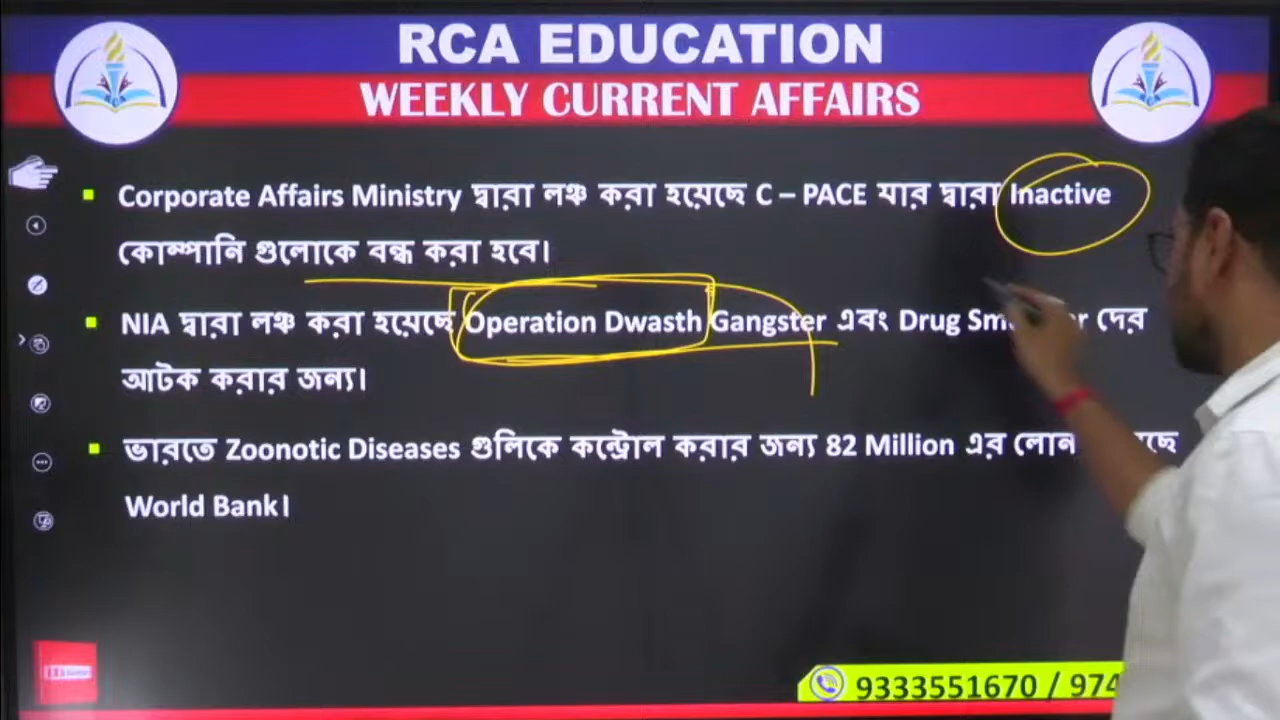 RCA EDUCATION
WEEKLY CURRENT AFFAIRS
Corporate Affairs Ministry দ্বারা লঞ্চ করা হয়েছে C – PACE যার দ্বারা Inactive
কোম্পানি গুলোকে বন্ধ করা হবে।
NIA দ্বারা লঞ্চ করা হয়েছে Operation Dwasth Gangster এবং Drug দের
আটক করার জন্য।
ভারতে Zoonotic Diseases গুলিকে কন্ট্রোল করার জন্য 82 Million এর লোন
World Bank।
9333551670 / 974